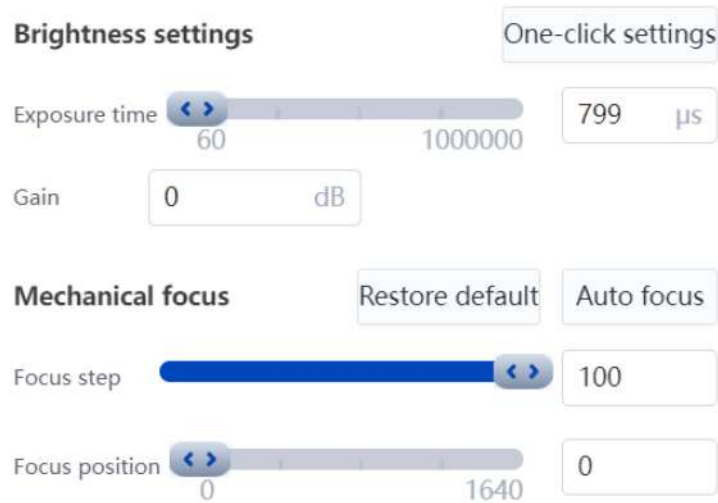 Brightness settings One-click settings
Exposure time 799 μs
60 1000000
Gain 0 dB
Mechanical focus Restore default Auto focus
Focus step 100
Focus position 0
0 1640